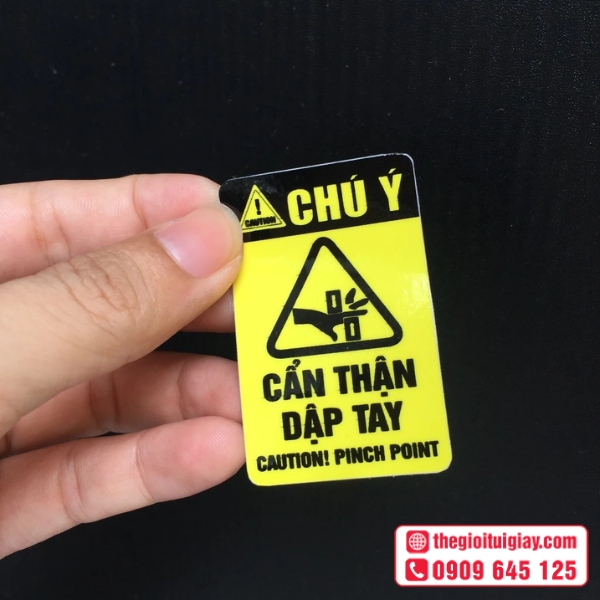 CHÚ Ý
!
CAUTION
CẨN THẬN
DẬP TAY
CAUTION! PINCH POINT
thegioituigiay.com
0909 645 125